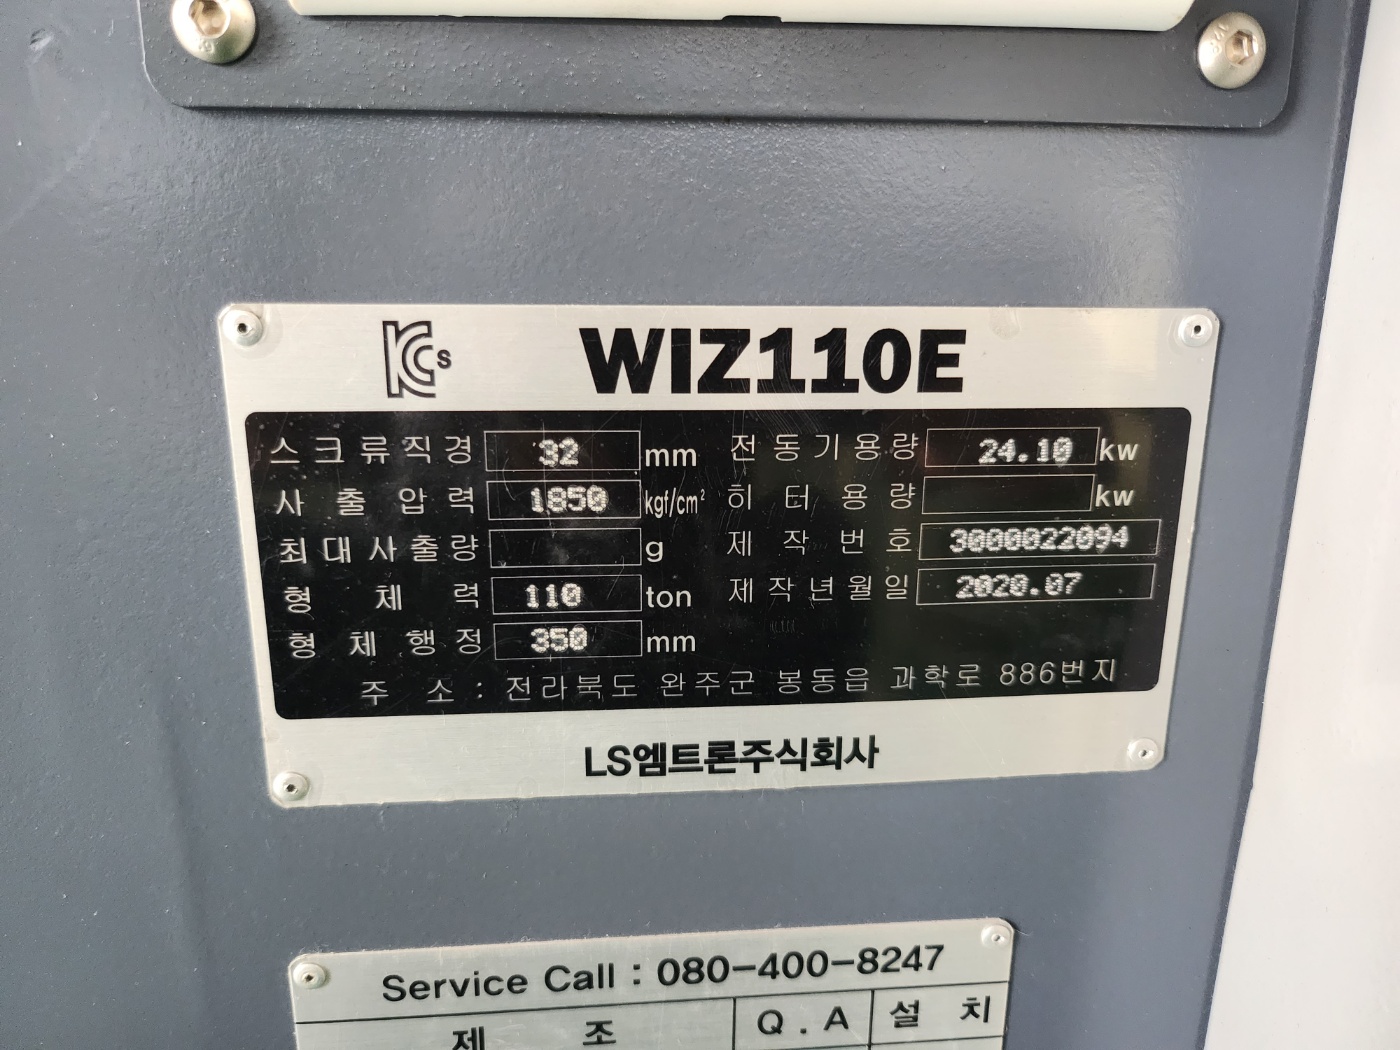 KCs WIZ110E
스크류직경 32 mm 전동기용량 24.10 kw
사출압력 1850 kgf/cm² 히터용량 kw
최대사출량 g 제작번호 3000022094
형체력 110 ton 제작년월일 2020.07
형체행정 350 mm
주소 : 전라북도 완주군 봉동읍 과학로 886번지
LS엠트론주식회사
Service Call : 080-400-8247
제조 Q.A 설치